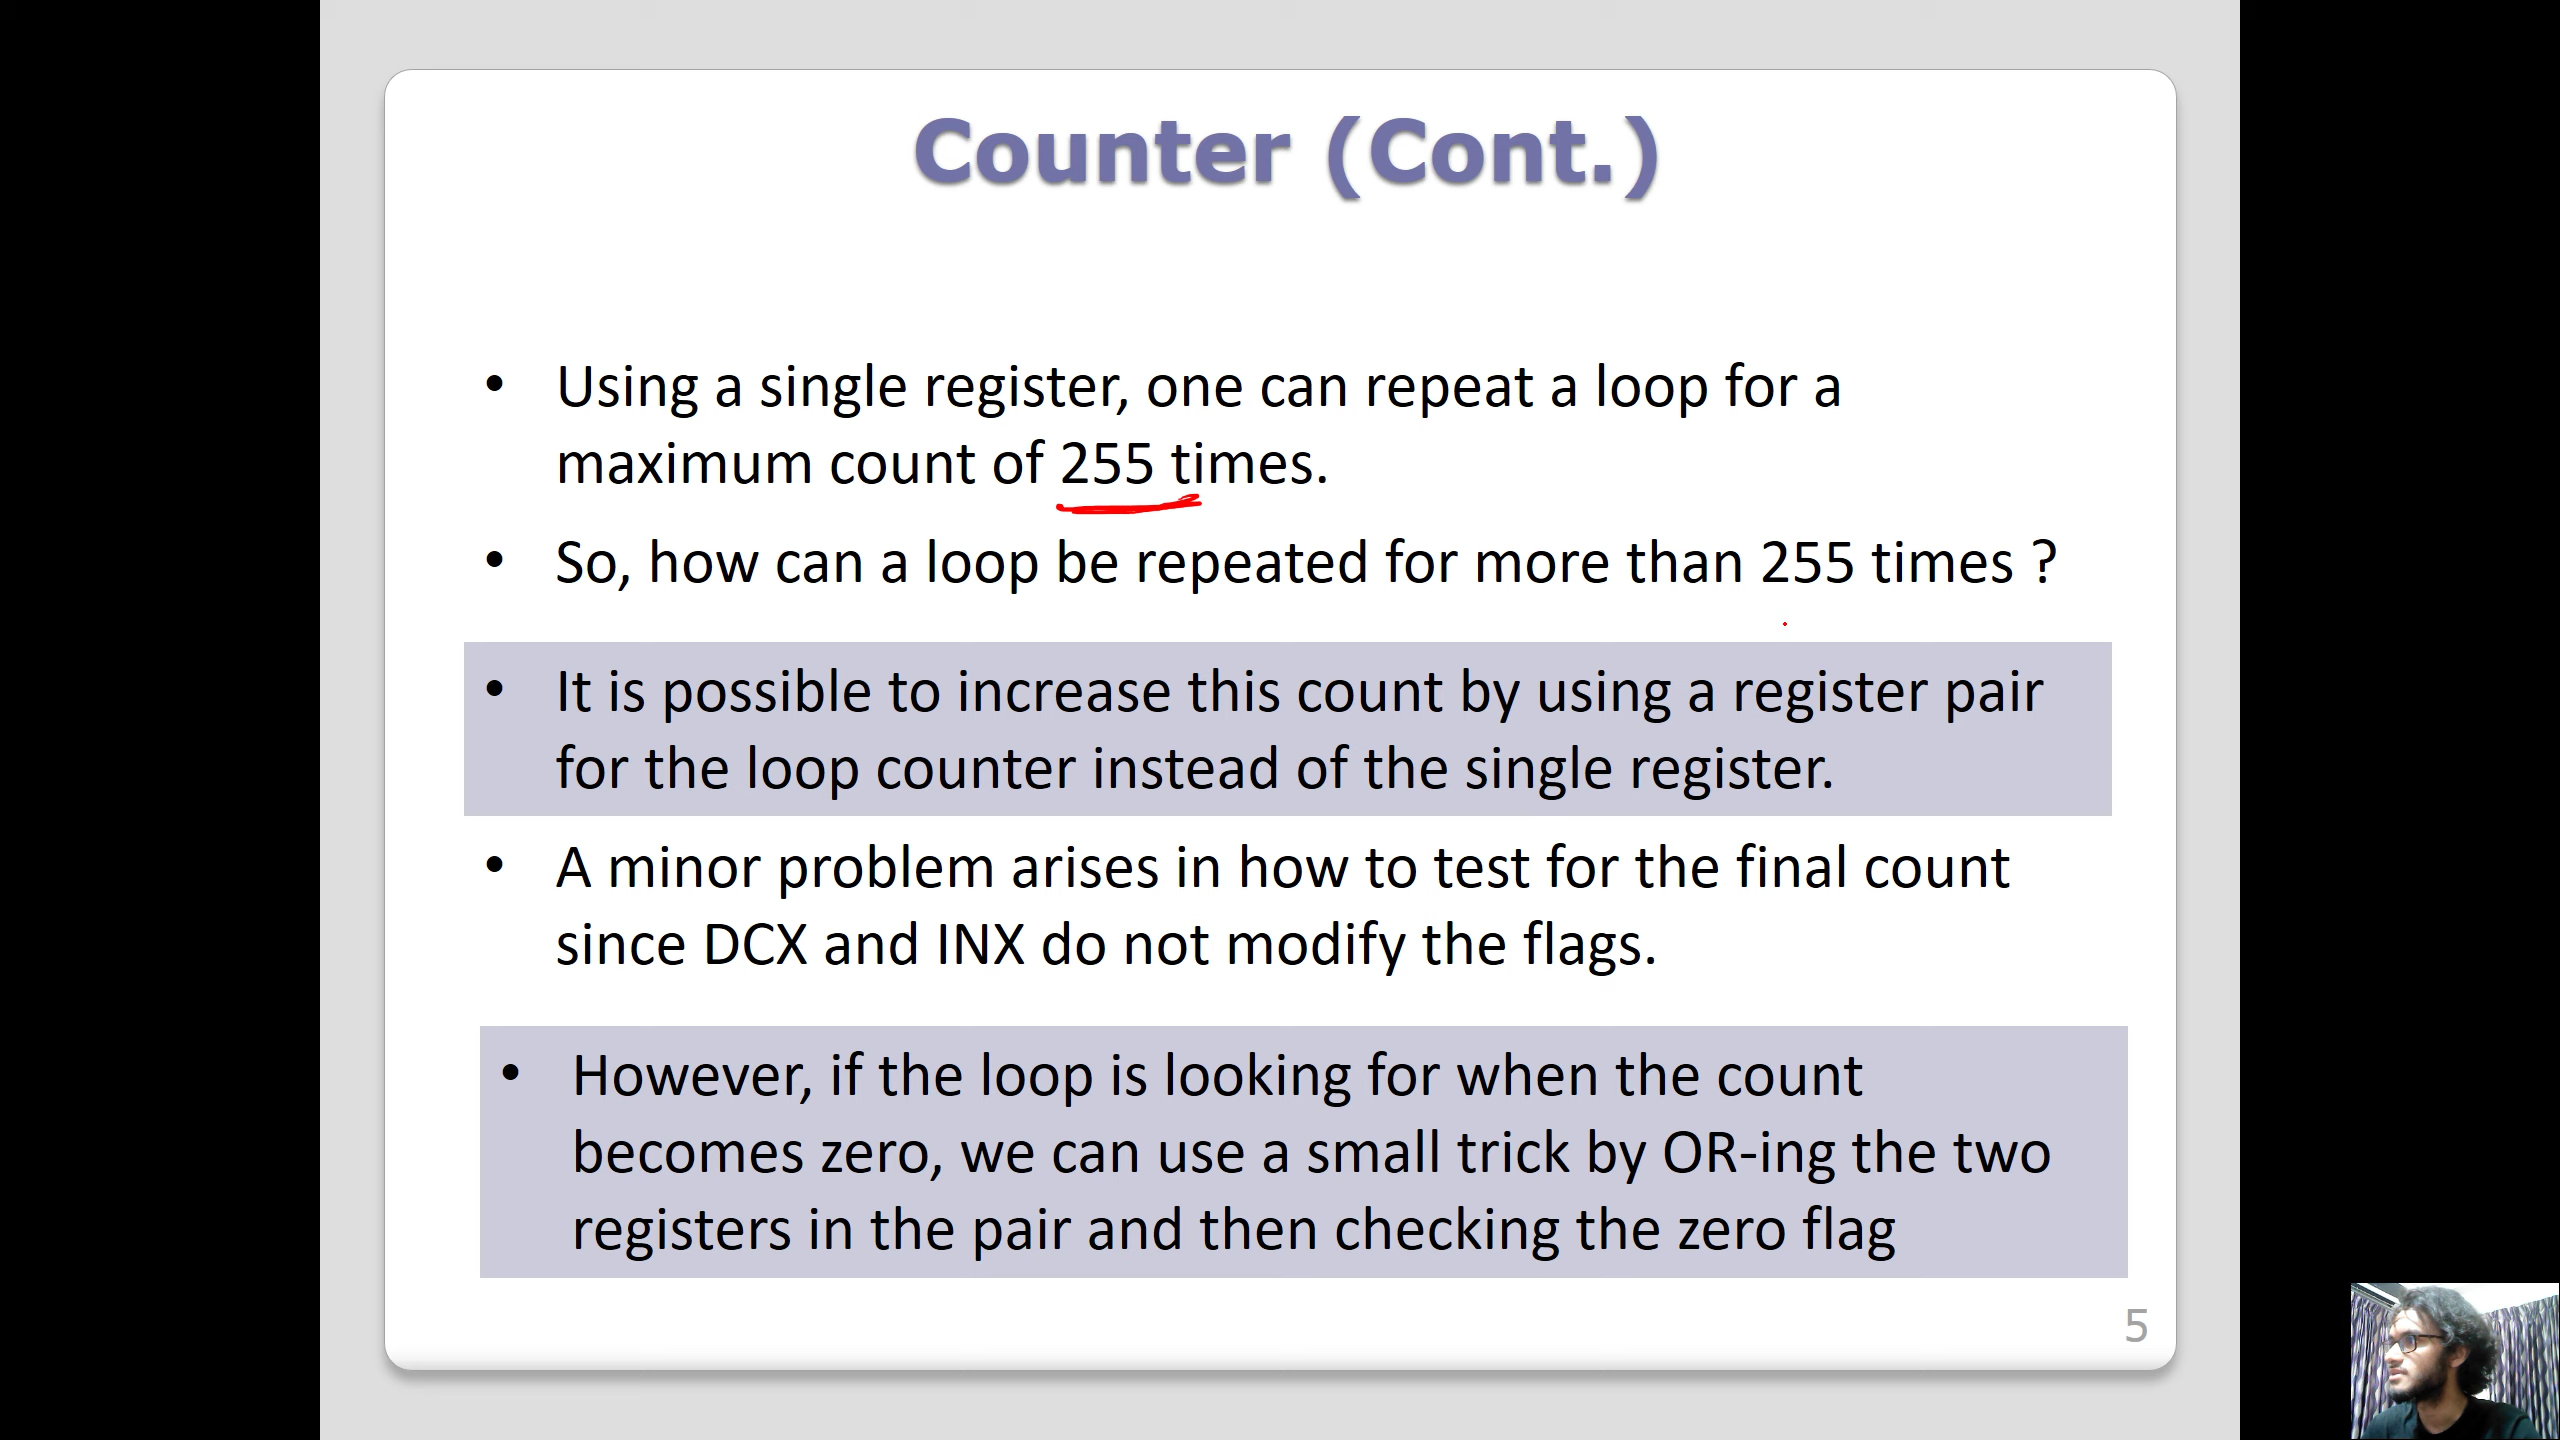 Counter (Cont.)
• Using a single register, one can repeat a loop for a
maximum count of 255 times.
• So, how can a loop be repeated for more than 255 times ?
• It is possible to increase this count by using a register pair
for the loop counter instead of the single register.
• A minor problem arises in how to test for the final count
since DCX and INX do not modify the flags.
• However, if the loop is looking for when the count
becomes zero, we can use a small trick by OR-ing the two
registers in the pair and then checking the zero flag
5